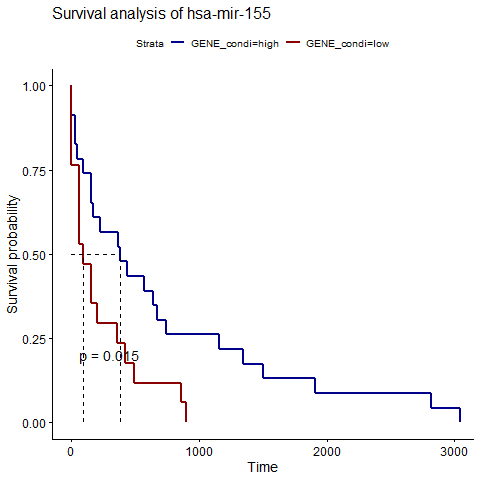 Survival analysis of hsa-mir-155
Strata GENE_condi=high GENE_condi=low
Survival probability
1.00
0.75
0.50
0.25
0.00
p = 0.015
0 1000 2000 3000
Time